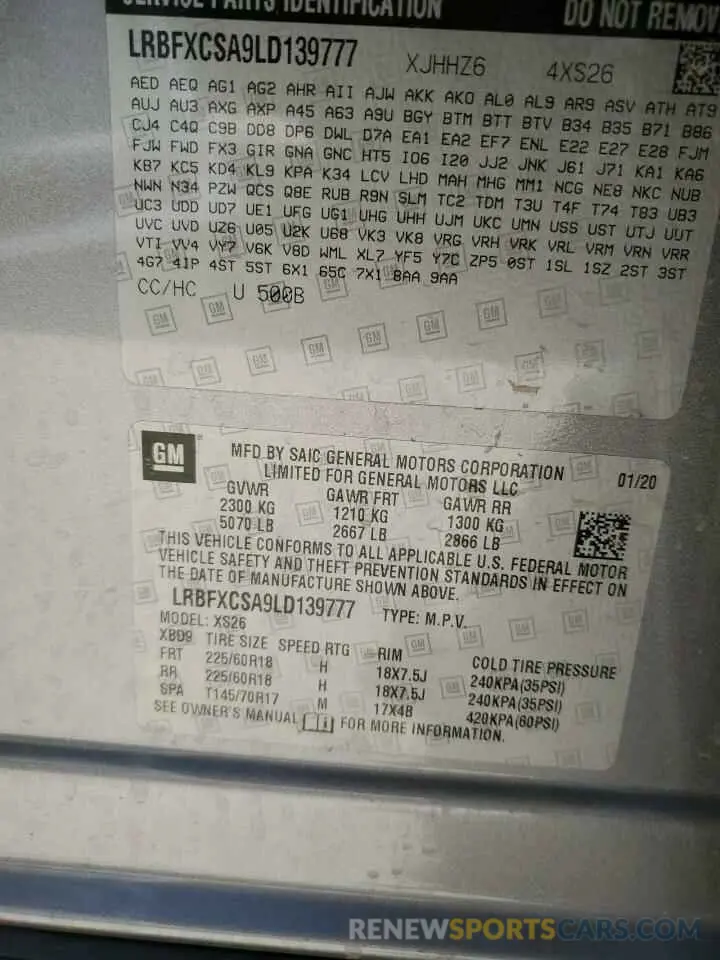 SERVICE PARTS IDENTIFICATION DO NOT REMOV
LRBFXCSA9LD139777 XJHHZ6 4XS26
AED AEQ AG1 AG2 AHR AII AJW AKK AKO AL0 AL9 AR9 ASV ATH AT9
AUJ AU3 AXG AXP A45 A63 A9U BGY BTM BTT BTV B34 B35 B71 B86
CJ4 C4Q C9B DD8 DP6 DWL D7A EA1 EA2 EF7 ENL E22 E27 E28 FJM
FJW FWD FX3 GIR GNA GNC HT5 IO6 I20 JJ2 JNK J61 J71 KA1 KA6
KB7 KC5 KD4 KL9 KPA K34 LCV LHD MAH MHG MM1 NCG NE8 NKC NUB
NWN N34 PZW QCS Q8E RUB R9N SLM TC2 TDM T3U T4F T74 T83 UB3
UC3 UDD UD7 UE1 UFG UG1 UHG UHH UJM UKC UMN USS UST UTJ UUT
UVC UVD UZ6 U05 U2K U68 VK3 VK8 VRG VRH VRK VRL VRM VRN VRR
VTI VV4 VY7 V6K V8D WML XL7 YF5 Y7C ZP5 0ST 1SL 1SZ 2ST 3ST
4G7 41P 4ST 5ST 6X1 65C 7X1 8AA 9AA
CC/HC U 500B
GM
MFD BY SAIC GENERAL MOTORS CORPORATION
LIMITED FOR GENERAL MOTORS LLC 01/20
GVWR GAWR FRT GAWR RR
2300 KG 1210 KG 1300 KG
5070 LB 2667 LB 2866 LB
THIS VEHICLE CONFORMS TO ALL APPLICABLE U.S. FEDERAL MOTOR
VEHICLE SAFETY AND THEFT PREVENTION STANDARDS IN EFFECT ON
THE DATE OF MANUFACTURE SHOWN ABOVE.
LRBFXCSA9LD139777 TYPE: M.P.V.
MODEL: XS26
XBD9 TIRE SIZE SPEED RTG RIM COLD TIRE PRESSURE
FRT 225/60R18 H 18X7.5J 240KPA(35PSI)
RR 225/60R18 H 18X7.5J 240KPA(35PSI)
SPA T145/70R17 M 17X4B 420KPA(60PSI)
SEE OWNER'S MANUAL FOR MORE INFORMATION.
RENEWSPORTSCARS.COM